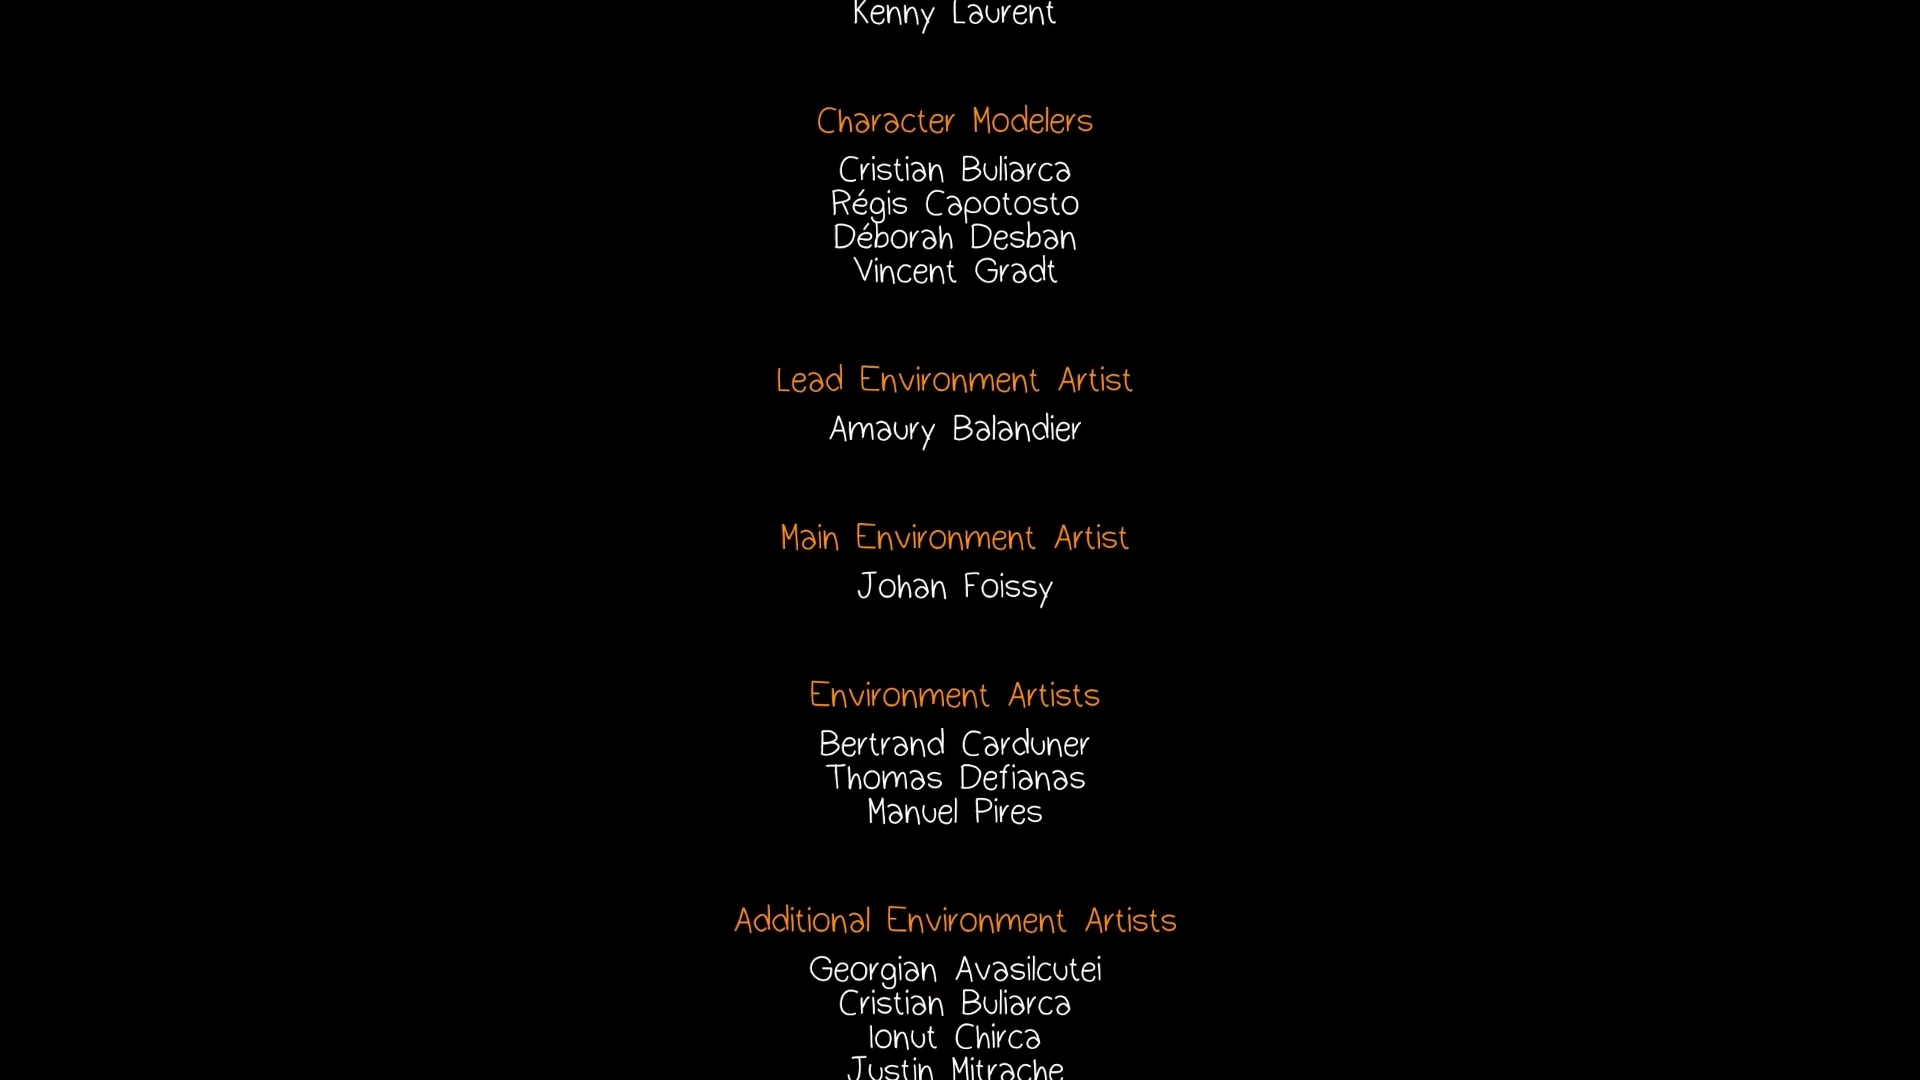 Kenny Laurent
Character Modelers
Cristian Buliarca
Régis Capotosto
Déborah Desban
Vincent Gradt
Lead Environment Artist
Amaury Balandier
Main Environment Artist
Johan Foissy
Environment Artists
Bertrand Carduner
Thomas Defianas
Manuel Pires
Additional Environment Artists
Georgian Avasilcutei
Cristian Buliarca
Ionut Chirca
Justin Mitrache